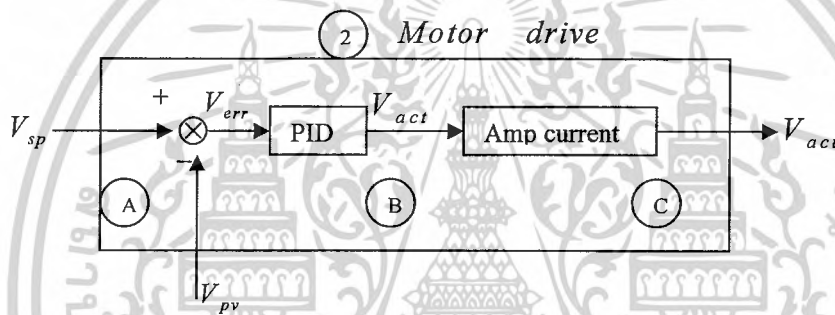 2 Motor drive
+ V_err V_act
V_sp PID Amp current V_act
−
A B C
V_pv